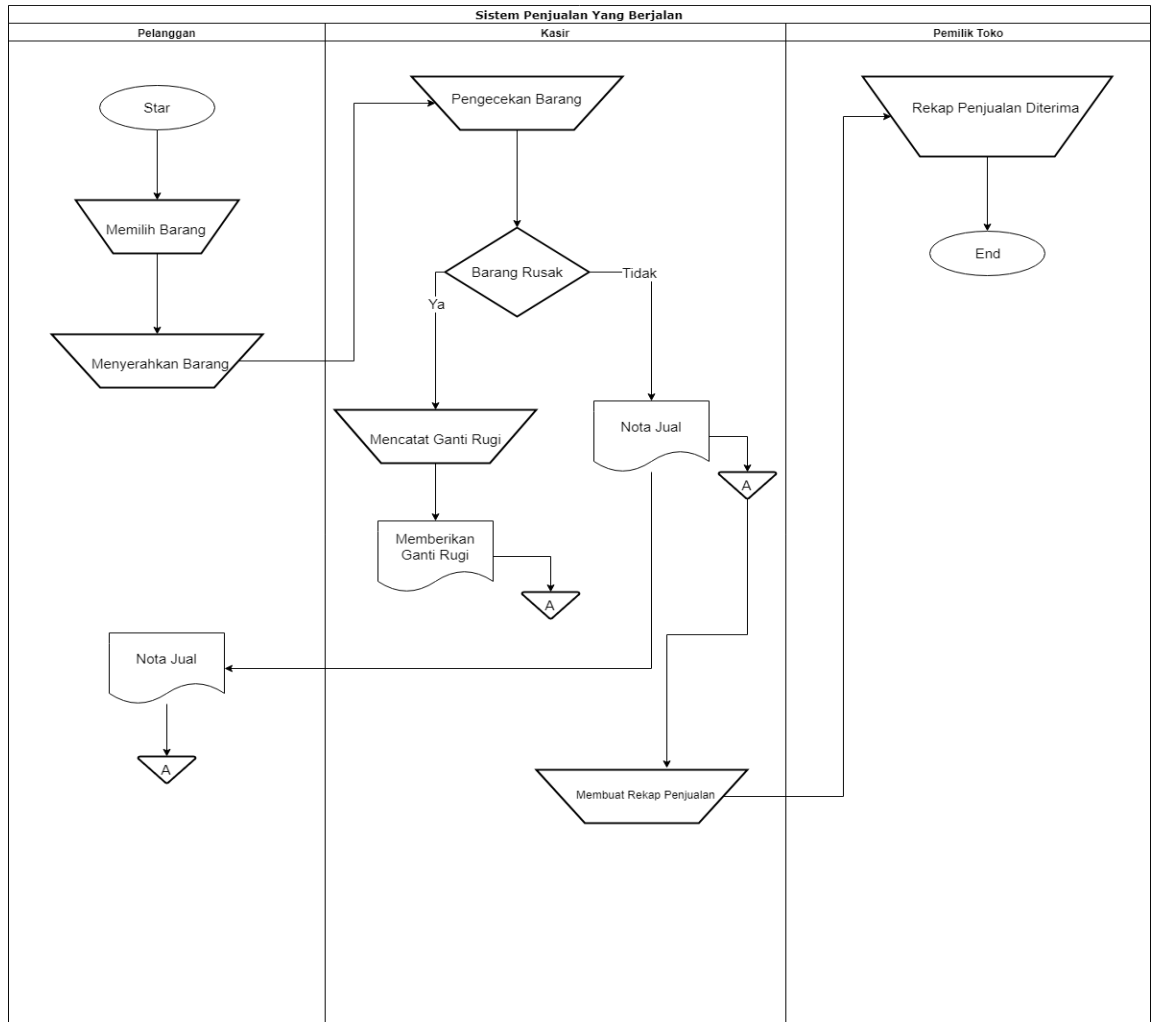 Sistem Penjualan Yang Berjalan
Pelanggan
Kasir
Pemilik Toko
Star
Memilih Barang
Menyerahkan Barang
Pengecekan Barang
Barang Rusak
Ya
Tidak
Mencatat Ganti Rugi
Memberikan
Ganti Rugi
A
Nota Jual
A
Nota Jual
A
Membuat Rekap Penjualan
Rekap Penjualan Diterima
End